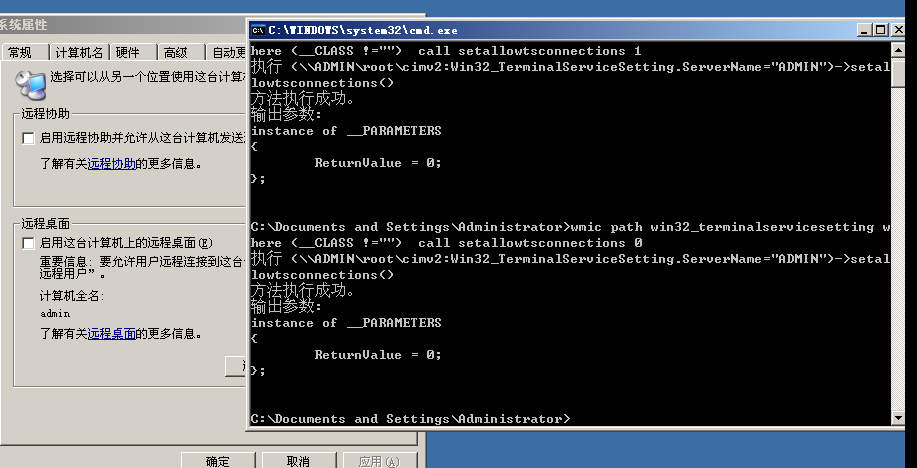 系统属性
常规
计算机名
硬件
高级
自动更
选择可以从另一个位置使用这台计算
远程协助
启用远程协助并允许从这台计算机发送
了解有关远程协助的更多信息。
远程桌面
启用这台计算机上的远程桌面(E)
重要信息: 要允许用户远程连接到这台
远程用户”。
计算机全名:
admin
了解有关远程桌面的更多信息。
确定
取消
应用(A)
C:\WINDOWS\system32\cmd.exe
here (__CLASS !="")  call setallowtsconnections 1
执行 (\\ADMIN\root\cimv2:Win32_TerminalServiceSetting.ServerName="ADMIN")->setal
lowtsconnections()
方法执行成功。
输出参数:
instance of __PARAMETERS
{
        ReturnValue = 0;
};
C:\Documents and Settings\Administrator>wmic path win32_terminalservicesetting w
here (__CLASS !="")  call setallowtsconnections 0
执行 (\\ADMIN\root\cimv2:Win32_TerminalServiceSetting.ServerName="ADMIN")->setal
lowtsconnections()
方法执行成功。
输出参数:
instance of __PARAMETERS
{
        ReturnValue = 0;
};
C:\Documents and Settings\Administrator>